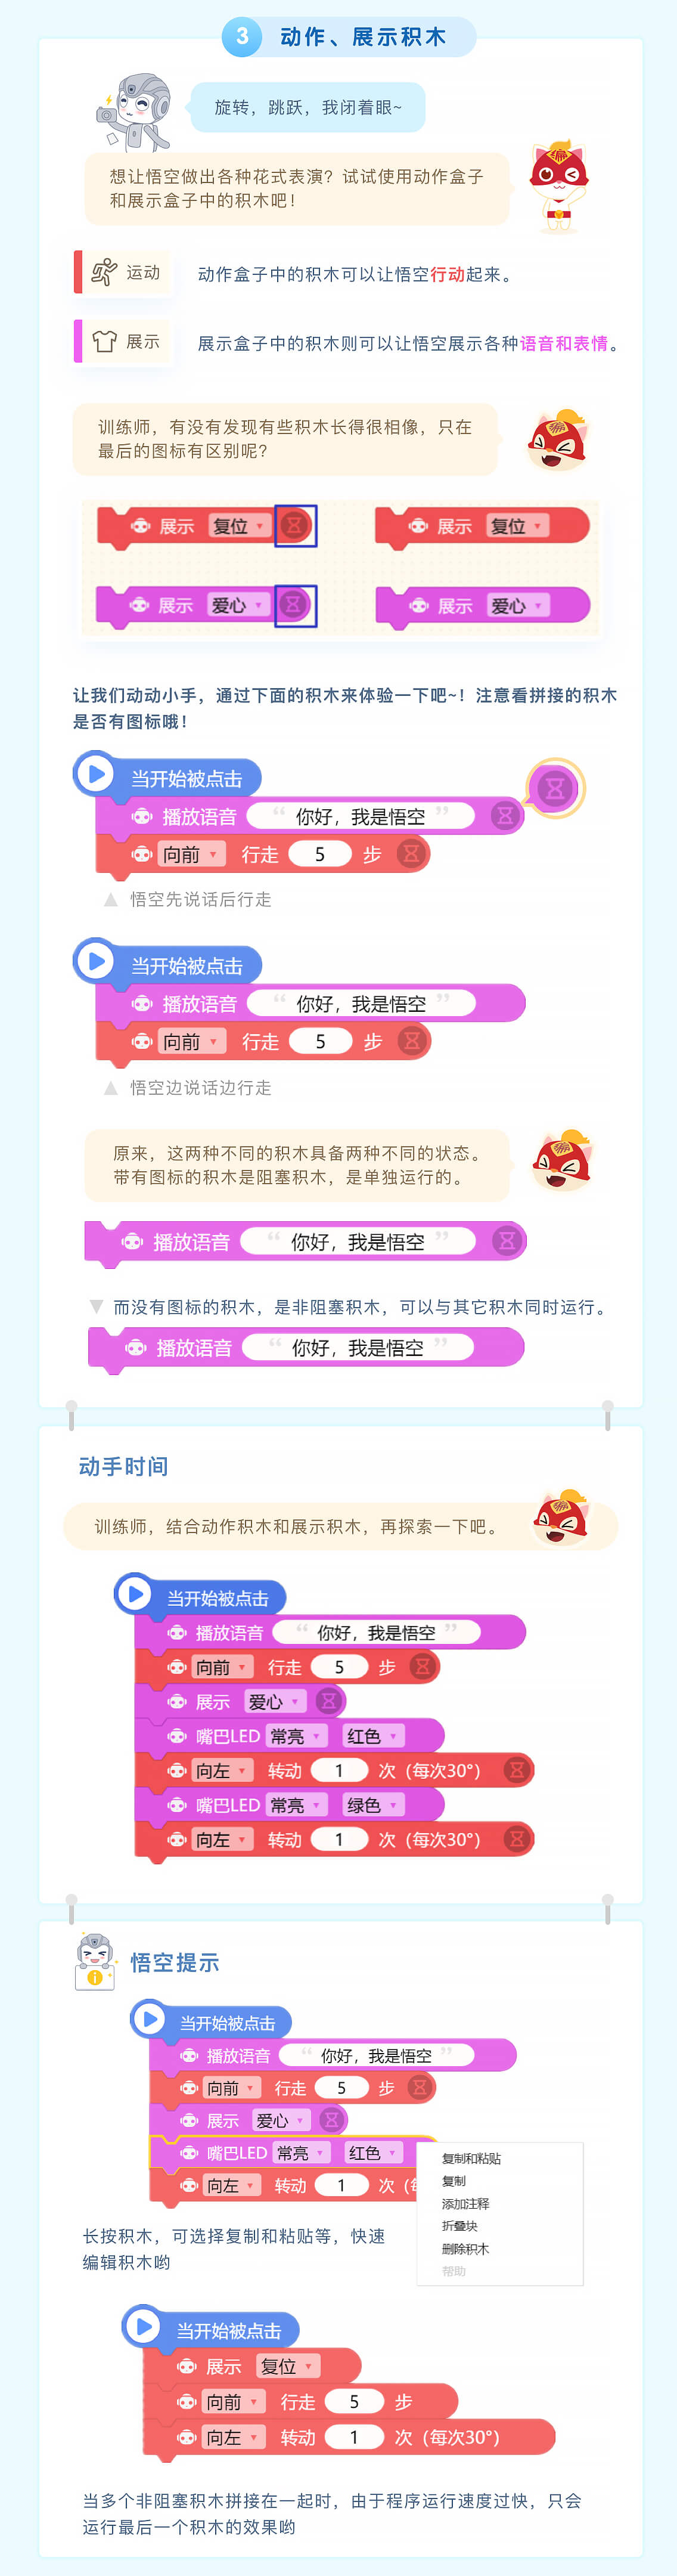 3 动作、展示积木
旋转，跳跃，我闭着眼~
编
想让悟空做出各种花式表演？试试使用动作盒子
和展示盒子中的积木吧！
运动 动作盒子中的积木可以让悟空行动起来。
展示 展示盒子中的积木则可以让悟空展示各种语音和表情。
编
训练师，有没有发现有些积木长得很相像，只在
最后的图标有区别呢？
展示 复位 展示 复位
展示 爱心 展示 爱心
让我们动动小手，通过下面的积木来体验一下吧~！注意看拼接的积木
是否有图标哦！
当开始被点击
播放语音 “ 你好，我是悟空 ”
向前 行走 5 步
悟空先说话后行走
当开始被点击
播放语音 “ 你好，我是悟空 ”
向前 行走 5 步
悟空边说话边行走
编
原来，这两种不同的积木具备两种不同的状态。
带有图标的积木是阻塞积木，是单独运行的。
播放语音 “ 你好，我是悟空 ”
而没有图标的积木，是非阻塞积木，可以与其它积木同时运行。
播放语音 “ 你好，我是悟空 ”
动手时间
编
训练师，结合动作积木和展示积木，再探索一下吧。
当开始被点击
播放语音 “ 你好，我是悟空 ”
向前 行走 5 步
展示 爱心
嘴巴LED 常亮 红色
向左 转动 1 次（每次30°）
嘴巴LED 常亮 绿色
向左 转动 1 次（每次30°）
悟空提示
当开始被点击
播放语音 “ 你好，我是悟空 ”
向前 行走 5 步
展示 爱心
嘴巴LED 常亮 红色
向左 转动 1 次（
复制和粘贴
复制
添加注释
折叠块
删除积木
帮助
长按积木，可选择复制和粘贴等，快速
编辑积木哟
当开始被点击
展示 复位
向前 行走 5 步
向左 转动 1 次（每次30°）
当多个非阻塞积木拼接在一起时，由于程序运行速度过快，只会
运行最后一个积木的效果哟